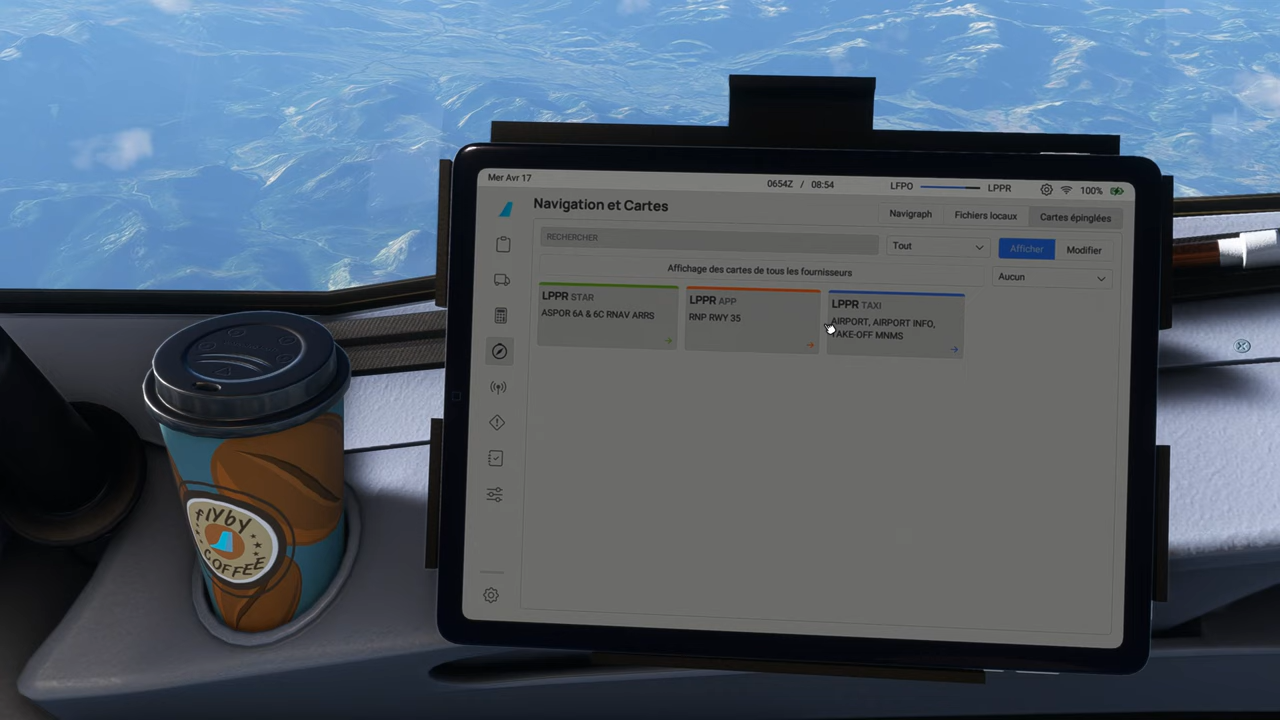 Mer Avr 17
0654Z / 08:54
LFPO
LPPR
100%
Navigation et Cartes
Navigraph
Fichiers locaux
Cartes épinglées
RECHERCHER
Tout
Afficher
Modifier
Affichage des cartes de tous les fournisseurs
Aucun
LPPR STAR
ASPOR 6A & 6C RNAV ARRS
LPPR APP
RNP RWY 35
LPPR TAXI
AIRPORT, AIRPORT INFO,
TAKE-OFF MNMS
flyby
COFFEE